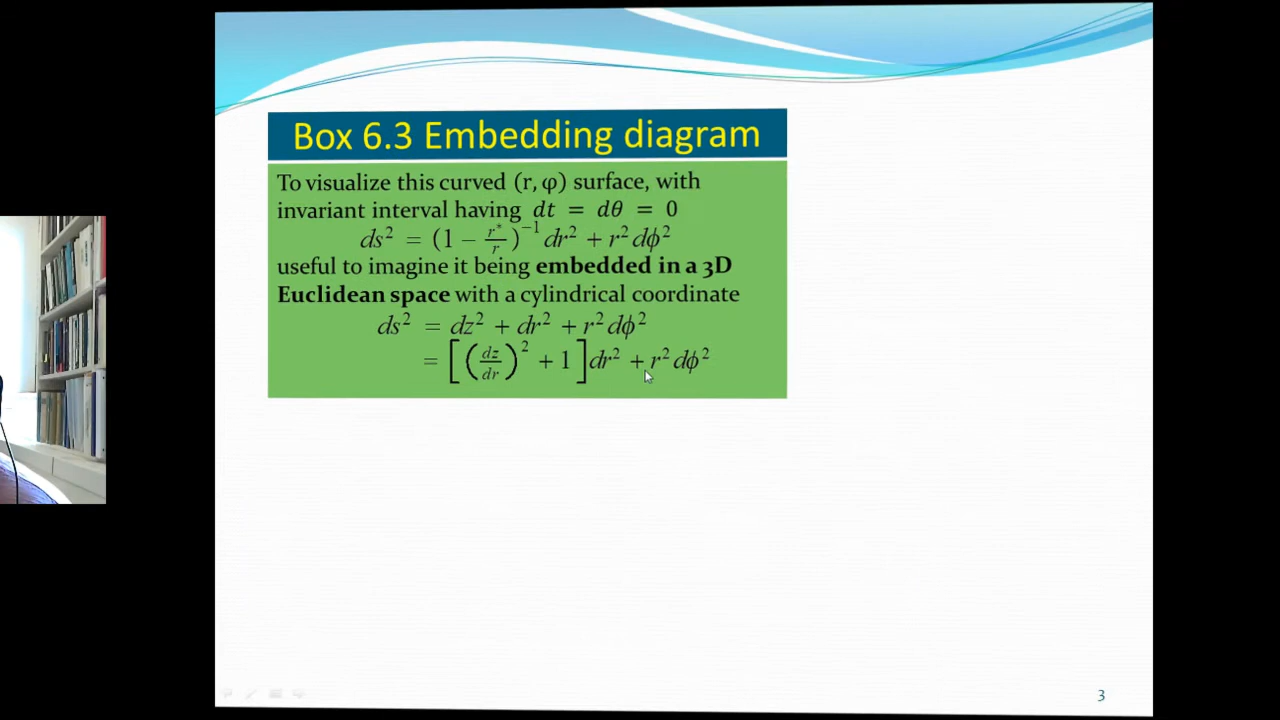 Box 6.3 Embedding diagram
To visualize this curved (r, φ) surface, with
invariant interval having dt = dθ = 0
ds² = (1 − r*/r)⁻¹ dr² + r² dϕ²
useful to imagine it being embedded in a 3D
Euclidean space with a cylindrical coordinate
ds² = dz² + dr² + r² dϕ²
= [(dz/dr)² + 1] dr² + r² dϕ²
3